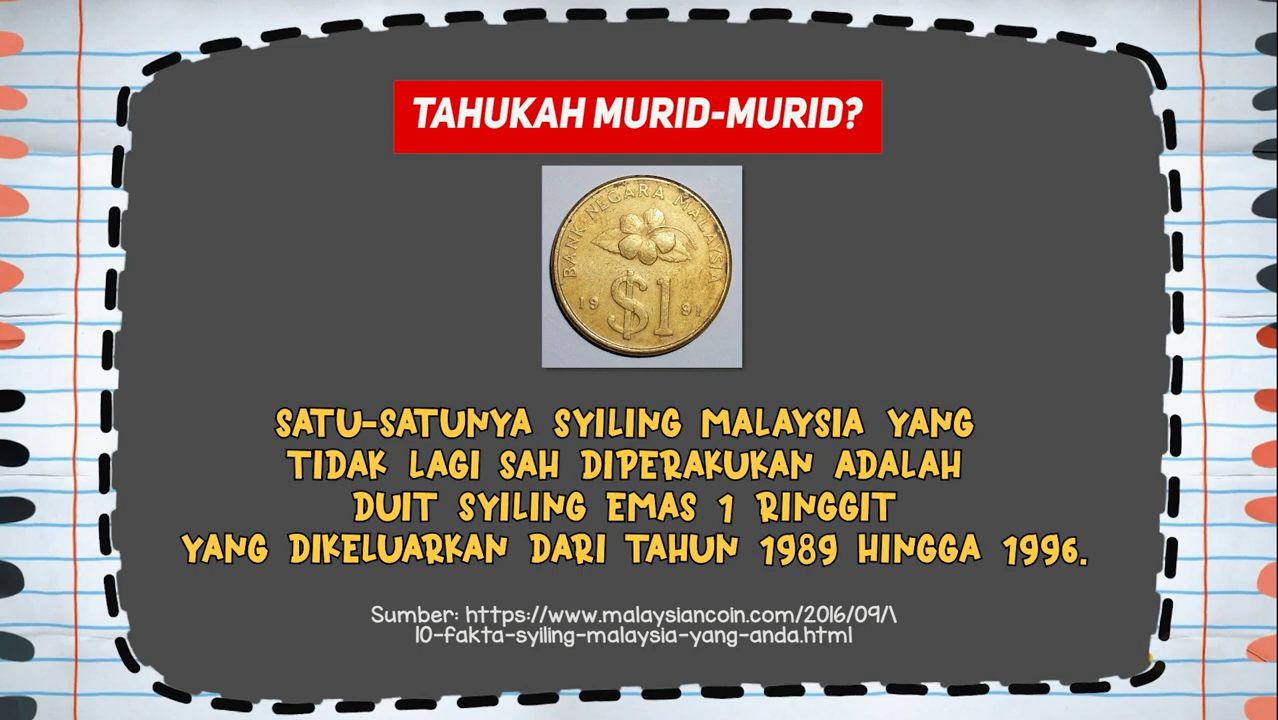 TAHUKAH MURID-MURID?
BANK NEGARA MALAYSIA
19 $1 91
SATU-SATUNYA SYILING MALAYSIA YANG
TIDAK LAGI SAH DIPERAKUKAN ADALAH
DUIT SYILING EMAS 1 RINGGIT
YANG DIKELUARKAN DARI TAHUN 1989 HINGGA 1996.
Sumber: https://www.malaysiancoin.com/2016/09/\
10-fakta-syiling-malaysia-yang-anda.html